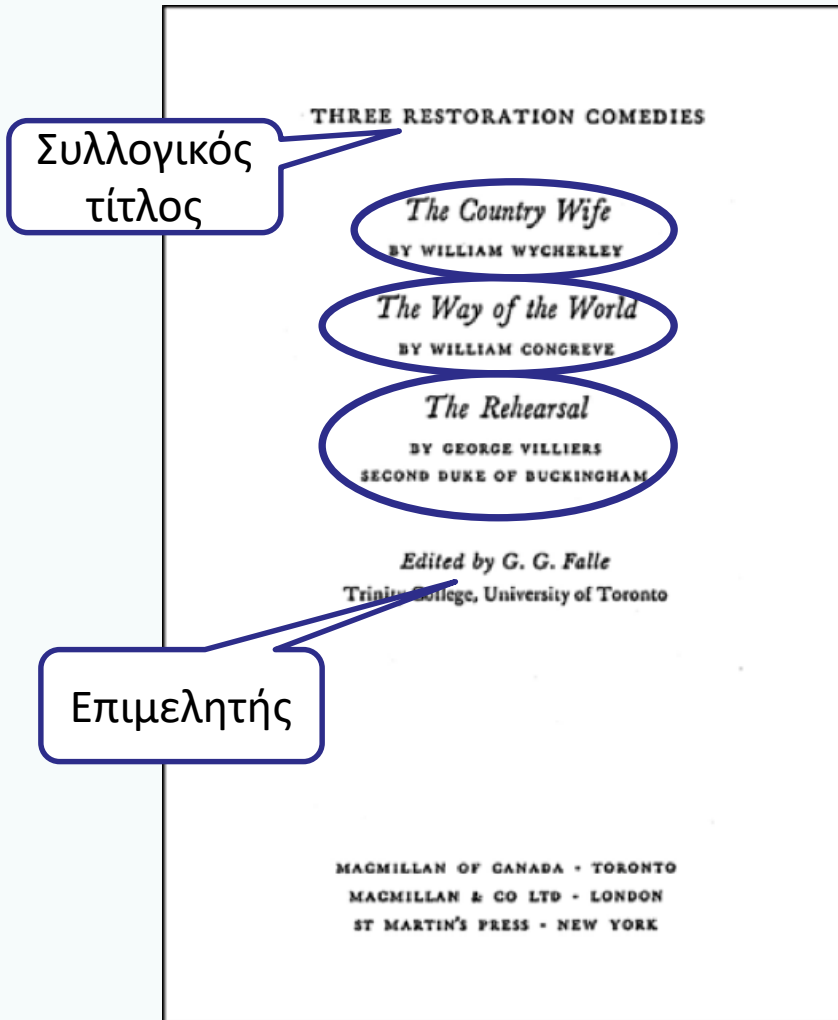 THREE RESTORATION COMEDIES
Συλλογικός
τίτλος
The Country Wife
BY WILLIAM WYCHERLEY
The Way of the World
BY WILLIAM CONGREVE
The Rehearsal
BY GEORGE VILLIERS
SECOND DUKE OF BUCKINGHAM
Edited by G. G. Falle
Trinity College, University of Toronto
Επιμελητής
MACMILLAN OF CANADA · TORONTO
MACMILLAN & CO LTD · LONDON
ST MARTIN'S PRESS · NEW YORK